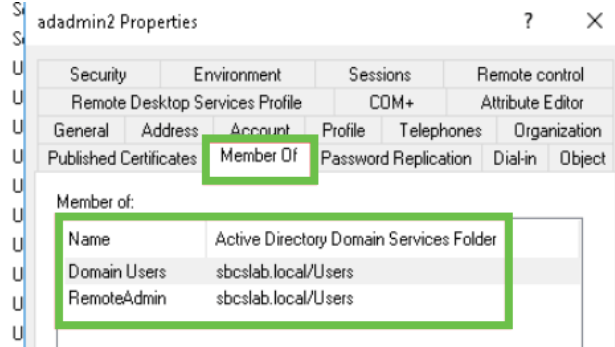 adadmin2 Properties ? ×
Security Environment Sessions Remote control
Remote Desktop Services Profile COM+ Attribute Editor
General Address Account Profile Telephones Organization
Published Certificates Member Of Password Replication Dial-in Object
Member of:
Name Active Directory Domain Services Folder
Domain Users sbcslab.local/Users
RemoteAdmin sbcslab.local/Users